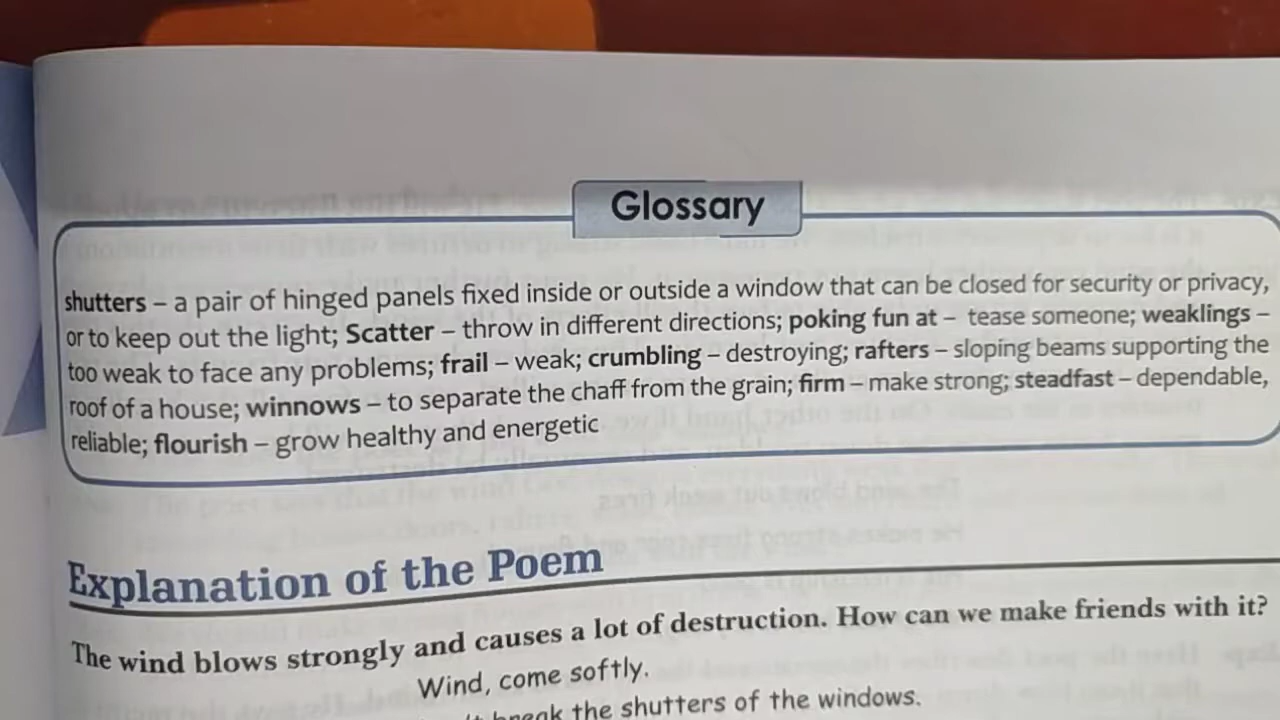 Glossary
shutters – a pair of hinged panels fixed inside or outside a window that can be closed for security or privacy,
or to keep out the light; Scatter – throw in different directions; poking fun at – tease someone; weaklings –
too weak to face any problems; frail – weak; crumbling – destroying; rafters – sloping beams supporting the
roof of a house; winnows – to separate the chaff from the grain; firm – make strong; steadfast – dependable,
reliable; flourish – grow healthy and energetic
Explanation of the Poem
The wind blows strongly and causes a lot of destruction. How can we make friends with it?
Wind, come softly.
break the shutters of the windows.